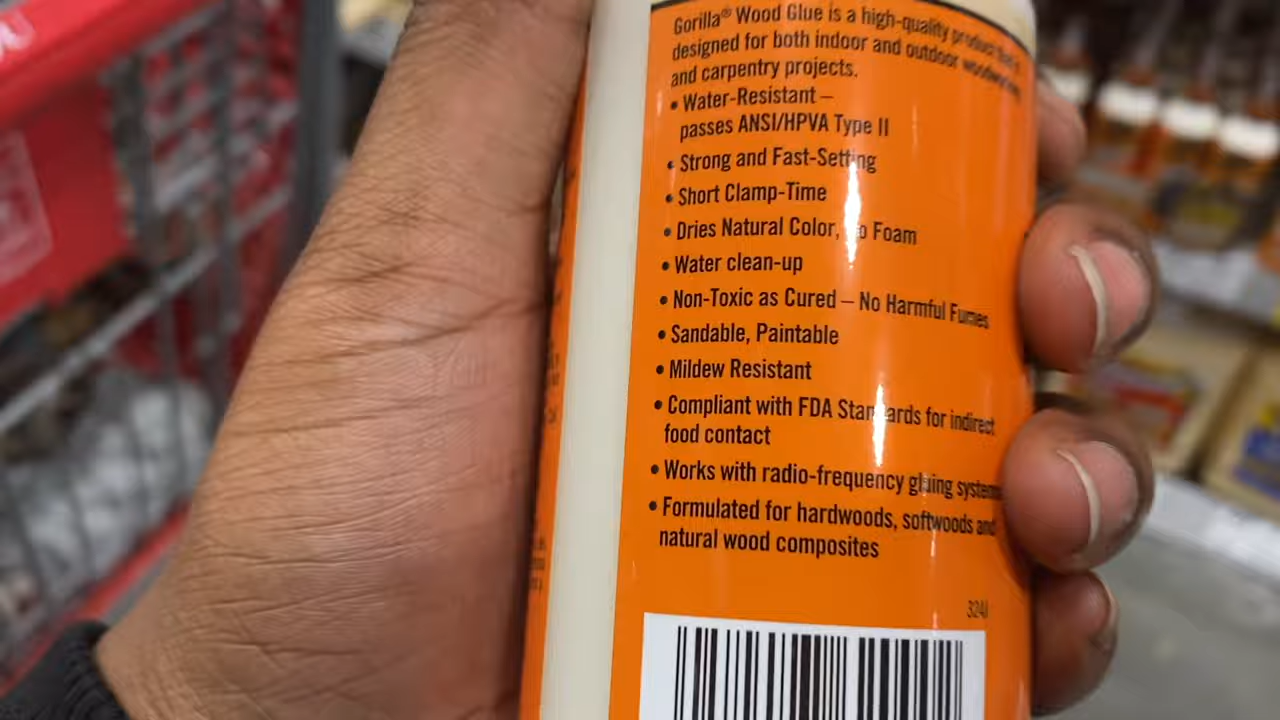 Gorilla® Wood Glue is a high-quality product
designed for both indoor and outdoor
and carpentry projects.
• Water-Resistant –
passes ANSI/HPVA Type II
• Strong and Fast-Setting
• Short Clamp-Time
• Dries Natural Color, No Foam
• Water clean-up
• Non-Toxic as Cured – No Harmful Fumes
• Sandable, Paintable
• Mildew Resistant
• Compliant with FDA Standards for indirect
food contact
• Works with radio-frequency gluing systems
• Formulated for hardwoods, softwoods and
natural wood composites